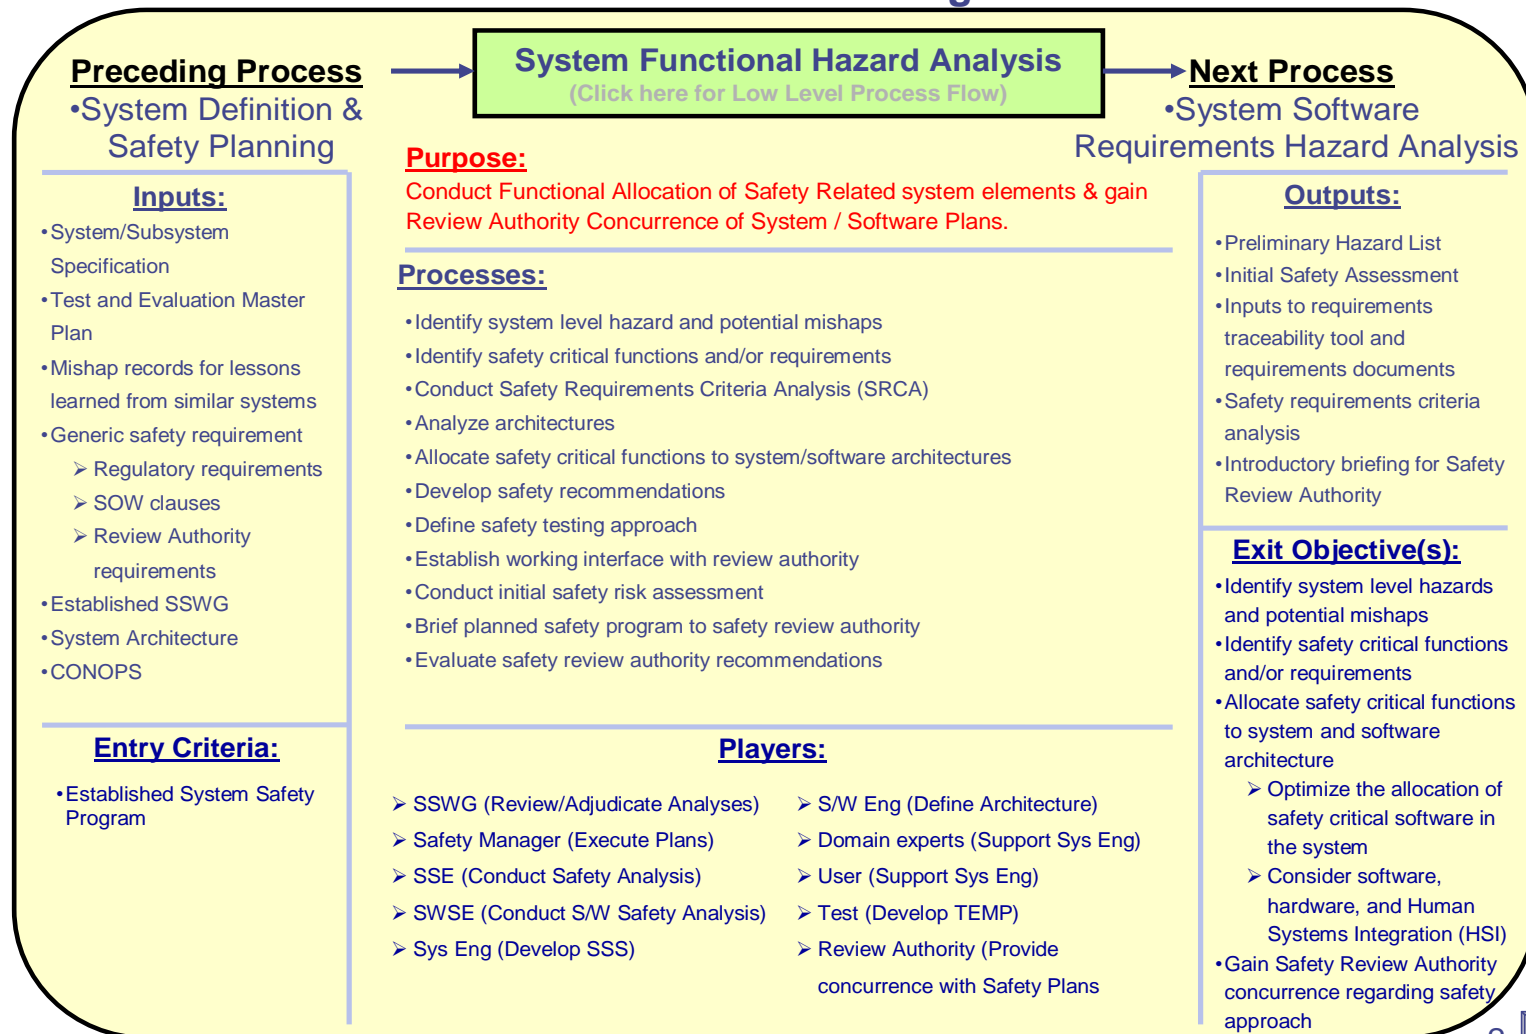 Preceding Process
•System Definition &
Safety Planning
System Functional Hazard Analysis
(Click here for Low Level Process Flow)
Next Process
•System Software
Requirements Hazard Analysis
Purpose:
Conduct Functional Allocation of Safety Related system elements & gain
Review Authority Concurrence of System / Software Plans.
Inputs:
•System/Subsystem
Specification
•Test and Evaluation Master
Plan
•Mishap records for lessons
learned from similar systems
•Generic safety requirement
➢ Regulatory requirements
➢ SOW clauses
➢ Review Authority
requirements
•Established SSWG
•System Architecture
•CONOPS
Entry Criteria:
•Established System Safety
Program
Processes:
•Identify system level hazard and potential mishaps
•Identify safety critical functions and/or requirements
•Conduct Safety Requirements Criteria Analysis (SRCA)
•Analyze architectures
•Allocate safety critical functions to system/software architectures
•Develop safety recommendations
•Define safety testing approach
•Establish working interface with review authority
•Conduct initial safety risk assessment
•Brief planned safety program to safety review authority
•Evaluate safety review authority recommendations
Players:
➢ SSWG (Review/Adjudicate Analyses)
➢ Safety Manager (Execute Plans)
➢ SSE (Conduct Safety Analysis)
➢ SWSE (Conduct S/W Safety Analysis)
➢ Sys Eng (Develop SSS)
➢ S/W Eng (Define Architecture)
➢ Domain experts (Support Sys Eng)
➢ User (Support Sys Eng)
➢ Test (Develop TEMP)
➢ Review Authority (Provide
concurrence with Safety Plans
Outputs:
•Preliminary Hazard List
•Initial Safety Assessment
•Inputs to requirements
traceability tool and
requirements documents
•Safety requirements criteria
analysis
•Introductory briefing for Safety
Review Authority
Exit Objective(s):
•Identify system level hazards
and potential mishaps
•Identify safety critical functions
and/or requirements
•Allocate safety critical functions
to system and software
architecture
➢ Optimize the allocation of
safety critical software in
the system
➢ Consider software,
hardware, and Human
Systems Integration (HSI)
•Gain Safety Review Authority
concurrence regarding safety
approach